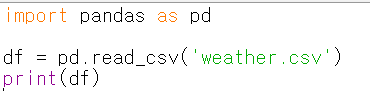 import pandas as pd
df = pd.read_csv('weather.csv')
print(df)